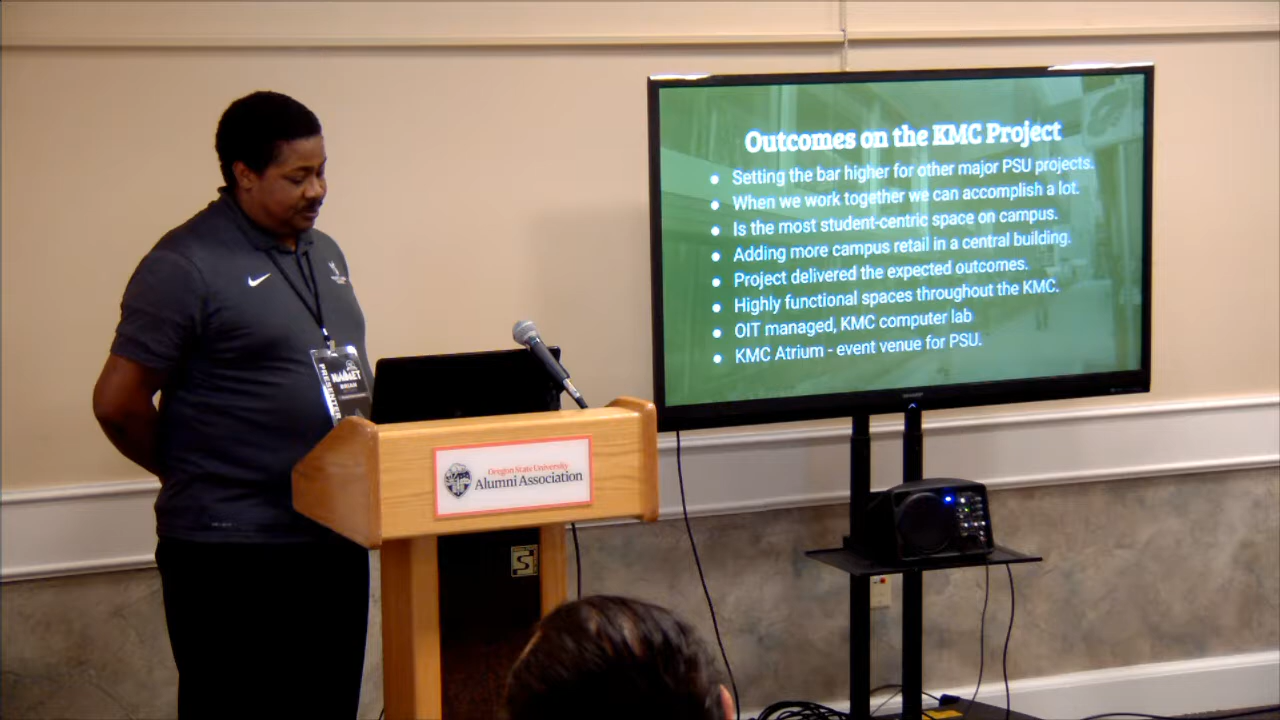 Outcomes on the KMC Project
Setting the bar higher for other major PSU projects.
When we work together we can accomplish a lot.
Is the most student-centric space on campus.
Adding more campus retail in a central building.
Project delivered the expected outcomes.
Highly functional spaces throughout the KMC.
OIT managed, KMC computer lab
KMC Atrium - event venue for PSU.
BRIAN
PRESENTER
Oregon State University
Alumni Association